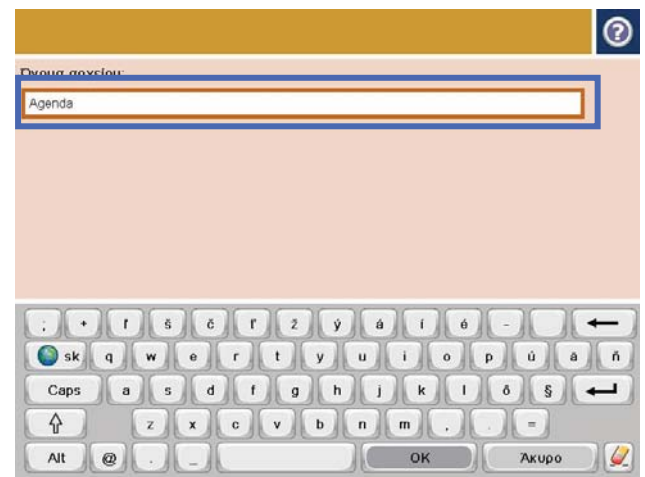 ?
Όνομα αρχείου:
Agenda
; + š č ž ý á í é - ←
sk q w e r t y u i o p ú ä ň
Caps a s d f g h j k l ô § ↵
⇧ z x c v b n m , . =
Alt @ . _ OK Άκυρο